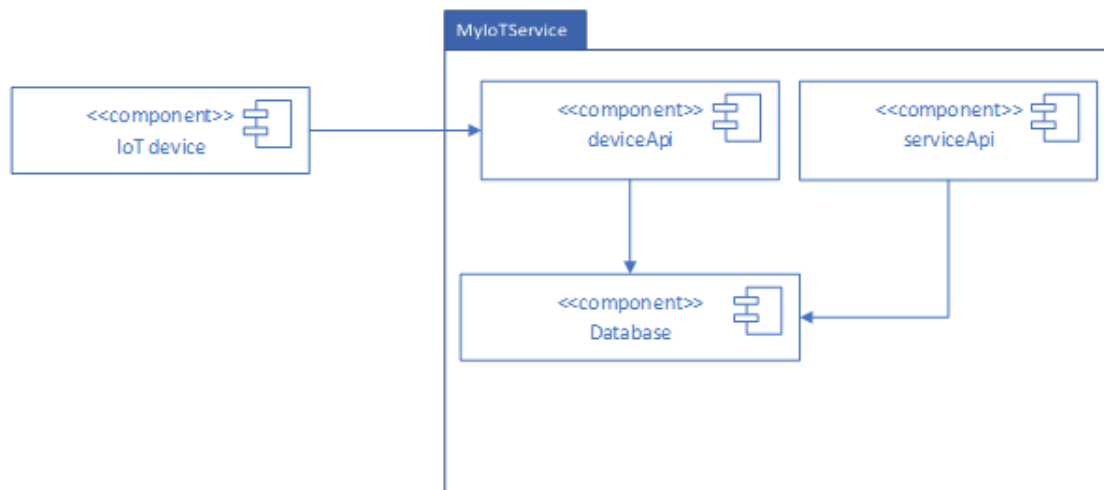 MyIoTService
<<component>>
IoT device
<<component>>
deviceApi
<<component>>
serviceApi
<<component>>
Database